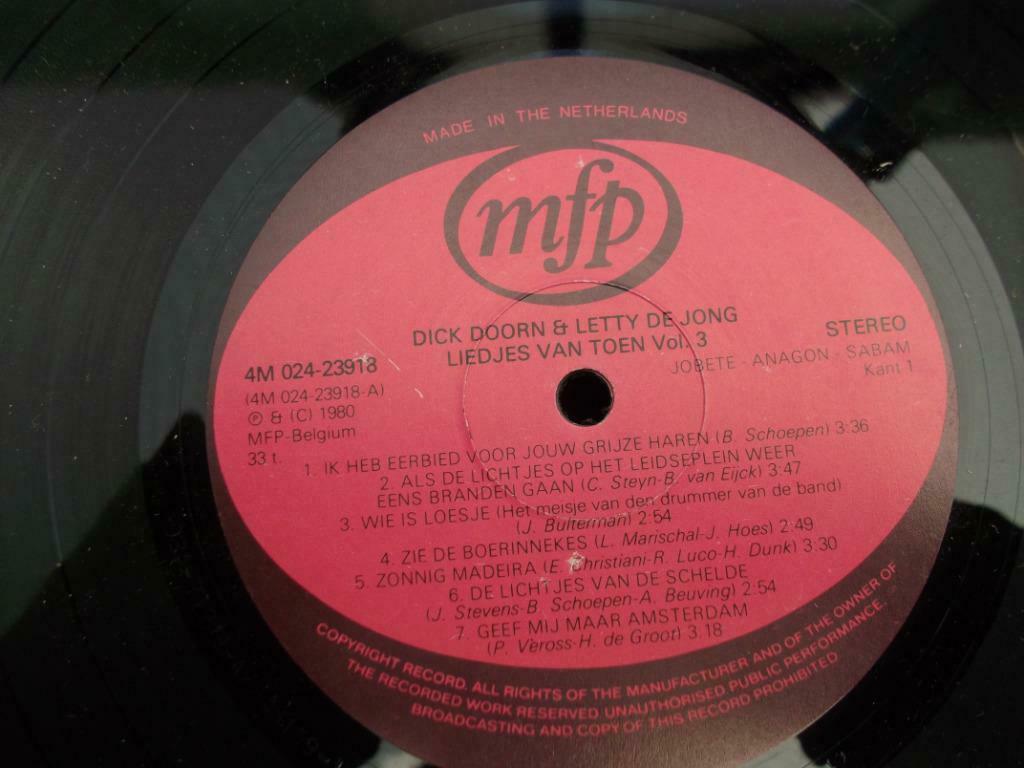 MADE IN THE NETHERLANDS
mfp
DICK DOORN & LETTY DE JONG
LIEDJES VAN TOEN Vol. 3
STEREO
JOBETE - ANAGON - SABAM
Kant 1
4M 024-23918
(4M 024-23918-A)
℗ & (C) 1980
MFP-Belgium
33 t.
1. IK HEB EERBIED VOOR JOUW GRIJZE HAREN (B. Schoepen) 3:36
2. ALS DE LICHTJES OP HET LEIDSEPLEIN WEER
EENS BRANDEN GAAN (C. Steyn-B. van Eijck) 3:47
3. WIE IS LOESJE (Het meisje van den drummer van de band)
(J. Bulterman) 2:54
4. ZIE DE BOERINNEKES (L. Marischal-J. Hoes) 2:49
5. ZONNIG MADEIRA (E. Christiani-R. Luco-H. Dunk) 3:30
6. DE LICHTJES VAN DE SCHELDE
(J. Stevens-B. Schoepen-A. Beuving) 2:54
7. GEEF MIJ MAAR AMSTERDAM
(P. Veross-H. de Groot) 3.18
COPYRIGHT RECORD. ALL RIGHTS OF THE MANUFACTURER AND OF THE OWNER OF
THE RECORDED WORK RESERVED UNAUTHORISED PUBLIC PERFORMANCE.
BROADCASTING AND COPY OF THIS RECORD PROHIBITED